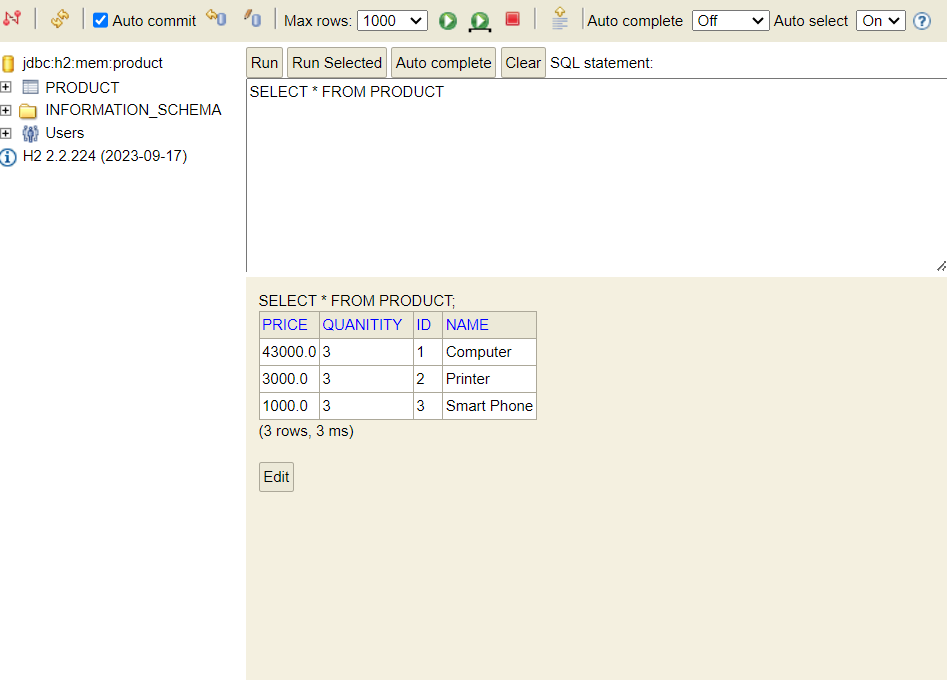 Auto commit Max rows: 1000 Auto complete Off Auto select On
jdbc:h2:mem:product
PRODUCT
INFORMATION_SCHEMA
Users
H2 2.2.224 (2023-09-17)
Run Run Selected Auto complete Clear SQL statement:
SELECT * FROM PRODUCT
SELECT * FROM PRODUCT;
PRICE QUANITITY ID NAME
43000.0 3 1 Computer
3000.0 3 2 Printer
1000.0 3 3 Smart Phone
(3 rows, 3 ms)
Edit